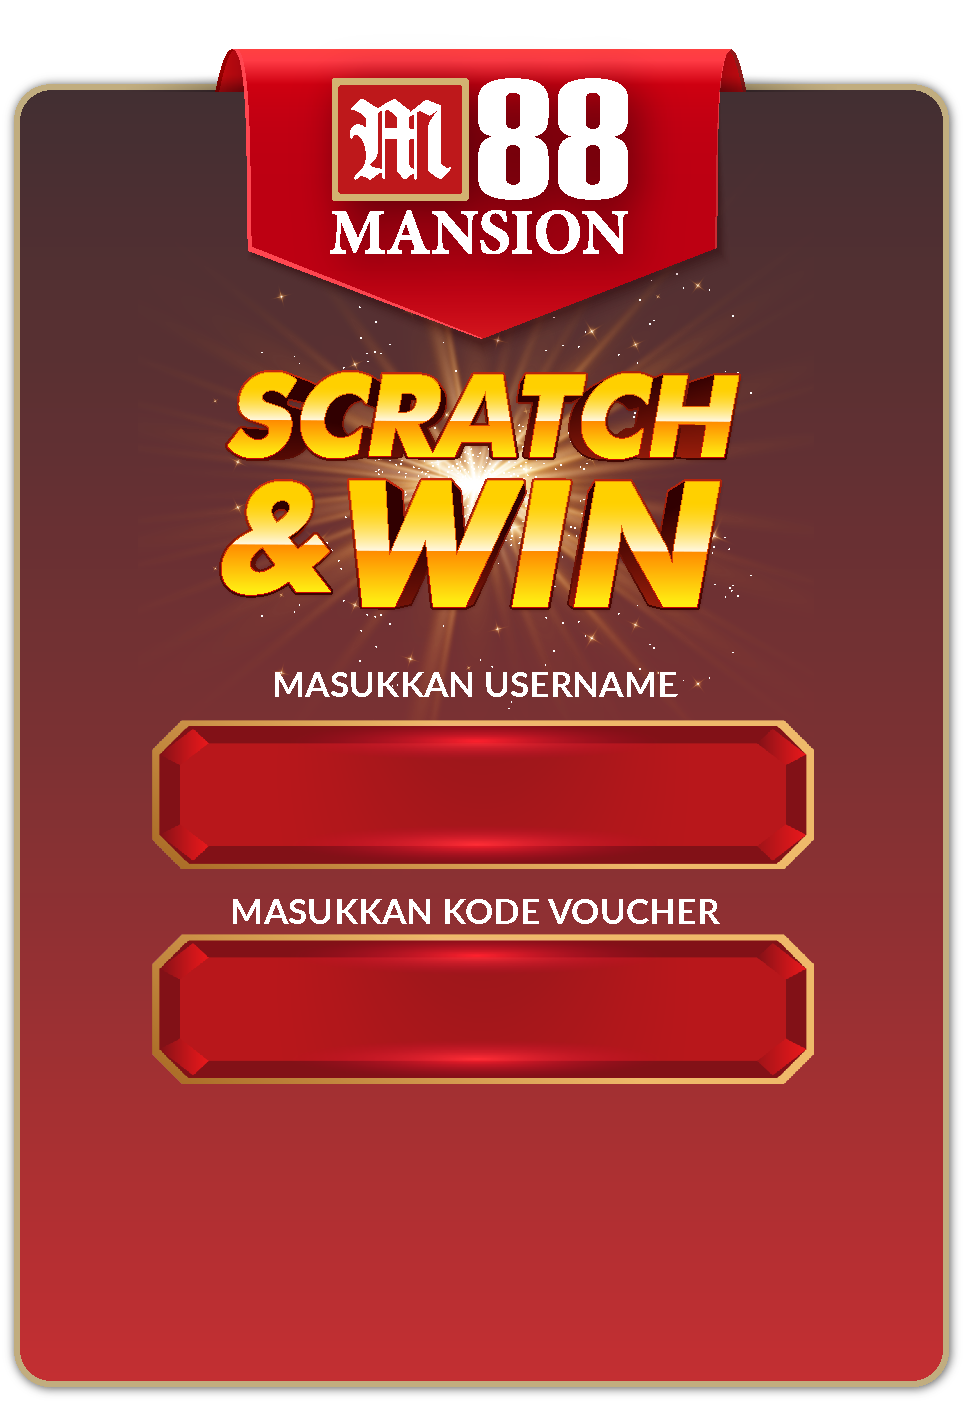 M88
MANSION
SCRATCH
& WIN
MASUKKAN USERNAME
MASUKKAN KODE VOUCHER